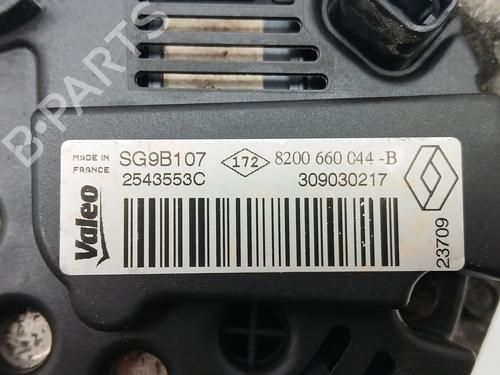 B-PARTS
MADE IN
FRANCE
SG9B107
172
8200 660 044 -B
2543553C
309030217
Valeo
23709